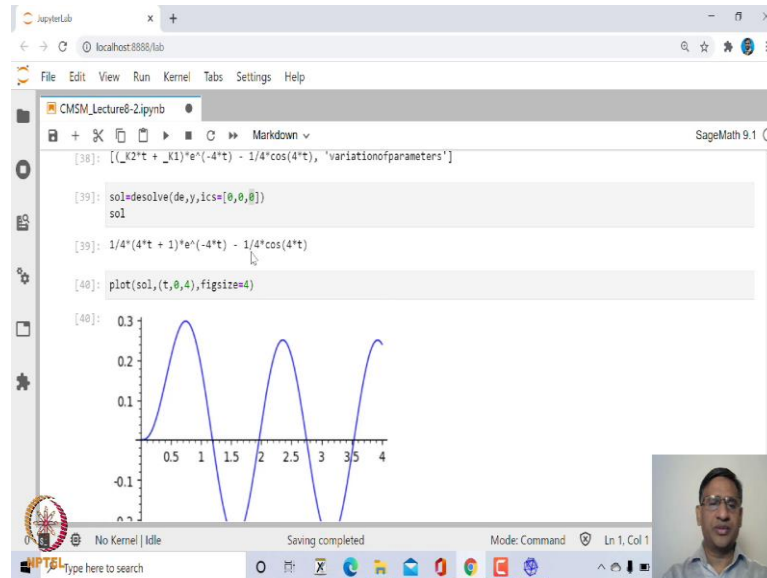 JupyterLab
localhost:8888/lab
File Edit View Run Kernel Tabs Settings Help
CMSM_Lecture8-2.ipynb
Markdown
SageMath 9.1
[38]: [(_K2*t + _K1)*e^(-4*t) - 1/4*cos(4*t), 'variationofparameters']
[39]: sol=desolve(de,y,ics=[0,0,0])
sol
[39]: 1/4*(4*t + 1)*e^(-4*t) - 1/4*cos(4*t)
[40]: plot(sol,(t,0,4),figsize=4)
[40]:
0.3
0.2
0.1
0.5 1 1.5 2 2.5 3 3.5 4
-0.1
No Kernel | Idle Saving completed Mode: Command Ln 1, Col 1
NPTEL
Type here to search